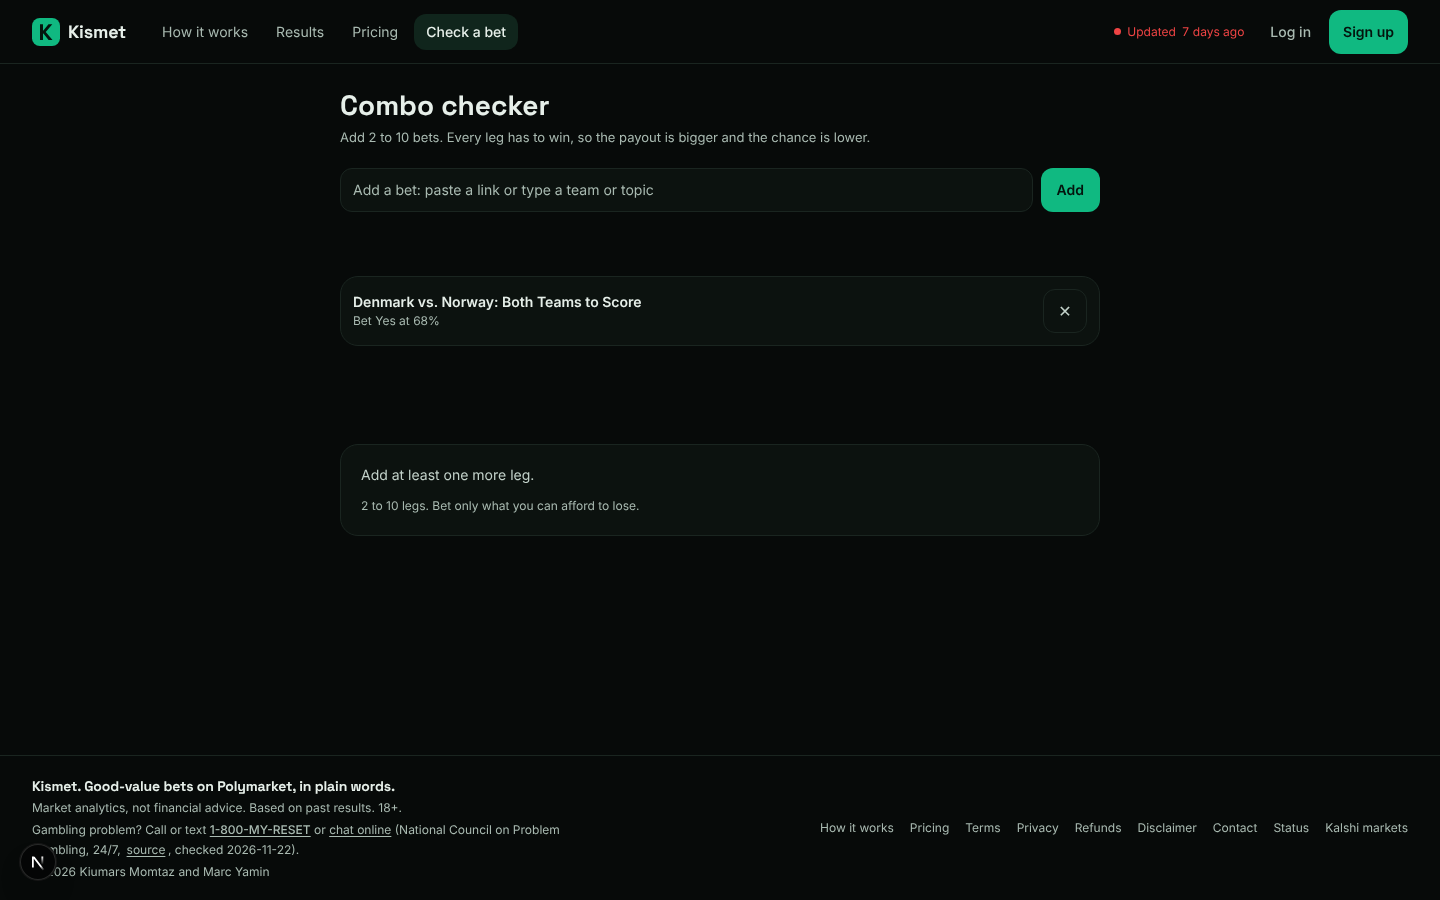 K Kismet How it works Results Pricing Check a bet Updated 7 days ago Log in Sign up
Combo checker
Add 2 to 10 bets. Every leg has to win, so the payout is bigger and the chance is lower.
Add a bet: paste a link or type a team or topic Add
Denmark vs. Norway: Both Teams to Score
Bet Yes at 68%
×
Add at least one more leg.
2 to 10 legs. Bet only what you can afford to lose.
Kismet. Good-value bets on Polymarket, in plain words.
Market analytics, not financial advice. Based on past results. 18+.
Gambling problem? Call or text 1-800-MY-RESET or chat online (National Council on Problem
mbling, 24/7, source , checked 2026-11-22).
026 Kiumars Momtaz and Marc Yamin
How it works Pricing Terms Privacy Refunds Disclaimer Contact Status Kalshi markets
N